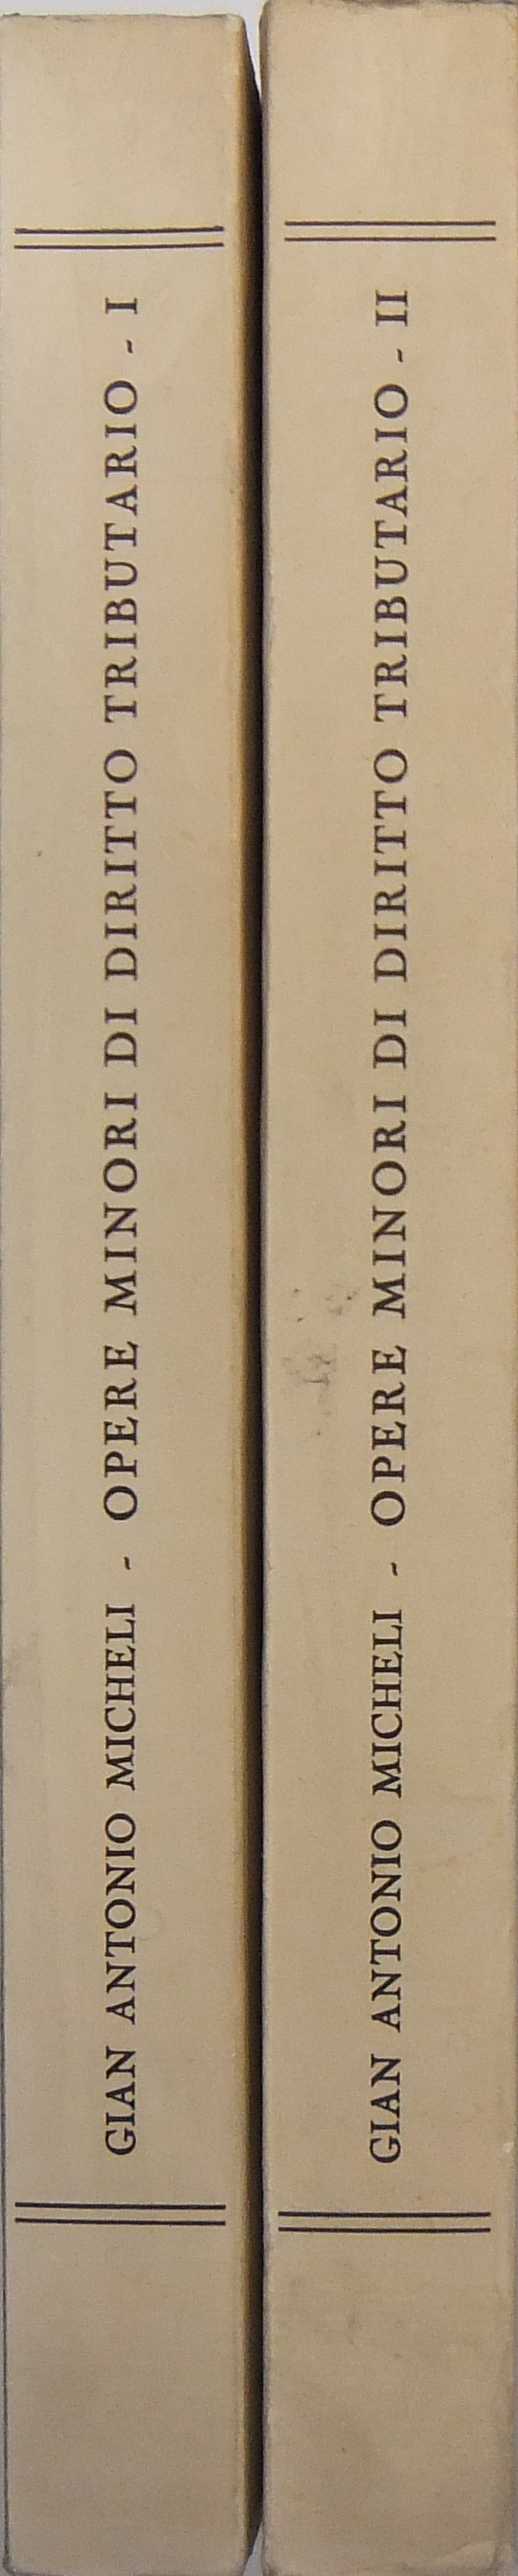 GIAN ANTONIO MICHELI - OPERE MINORI DI DIRITTO TRIBUTARIO - I
GIAN ANTONIO MICHELI - OPERE MINORI DI DIRITTO TRIBUTARIO - II